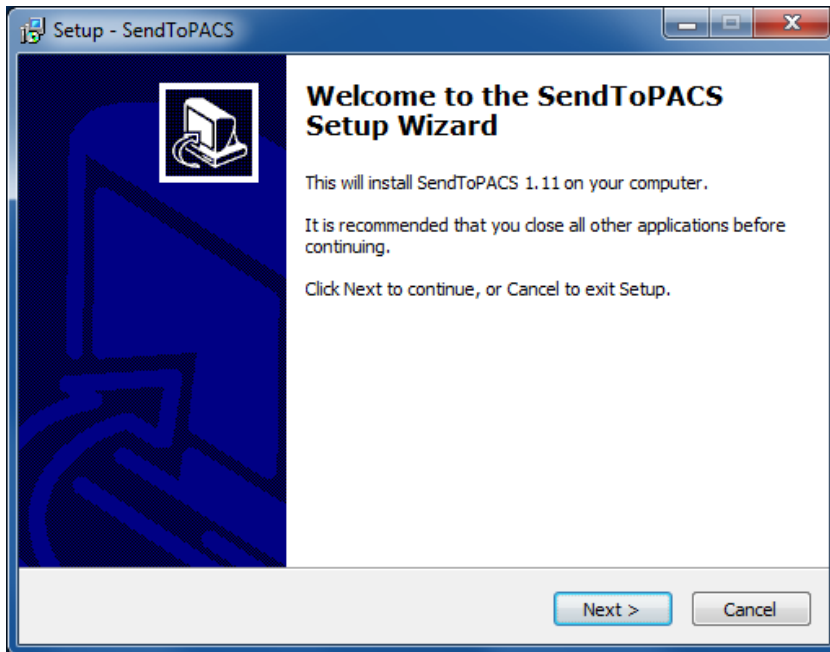 Setup - SendToPACS
Welcome to the SendToPACS
Setup Wizard
This will install SendToPACS 1.11 on your computer.
It is recommended that you close all other applications before
continuing.
Click Next to continue, or Cancel to exit Setup.
Next >
Cancel